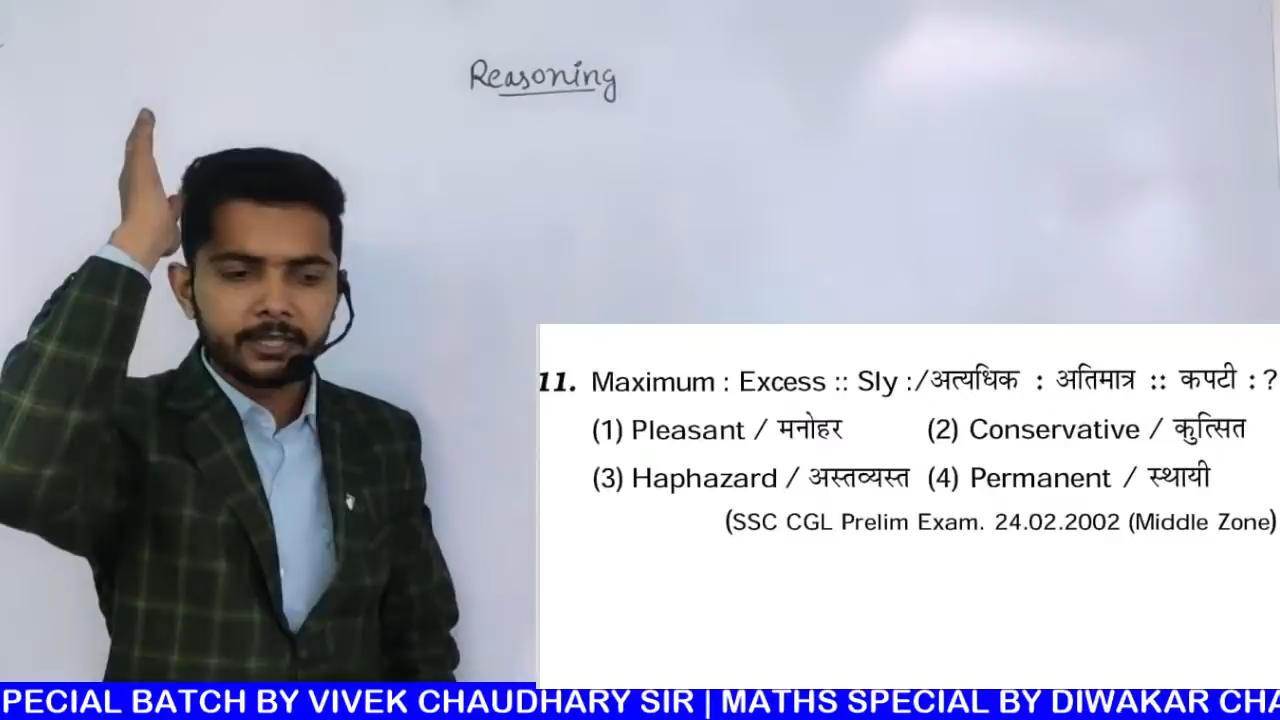 Reasoning
11. Maximum : Excess :: Sly :/अत्यधिक : अतिमात्र :: कपटी : ?
(1) Pleasant / मनोहर (2) Conservative / कुत्सित
(3) Haphazard / अस्तव्यस्त (4) Permanent / स्थायी
(SSC CGL Prelim Exam. 24.02.2002 (Middle Zone)
PECIAL BATCH BY VIVEK CHAUDHARY SIR | MATHS SPECIAL BY DIWAKAR CHA